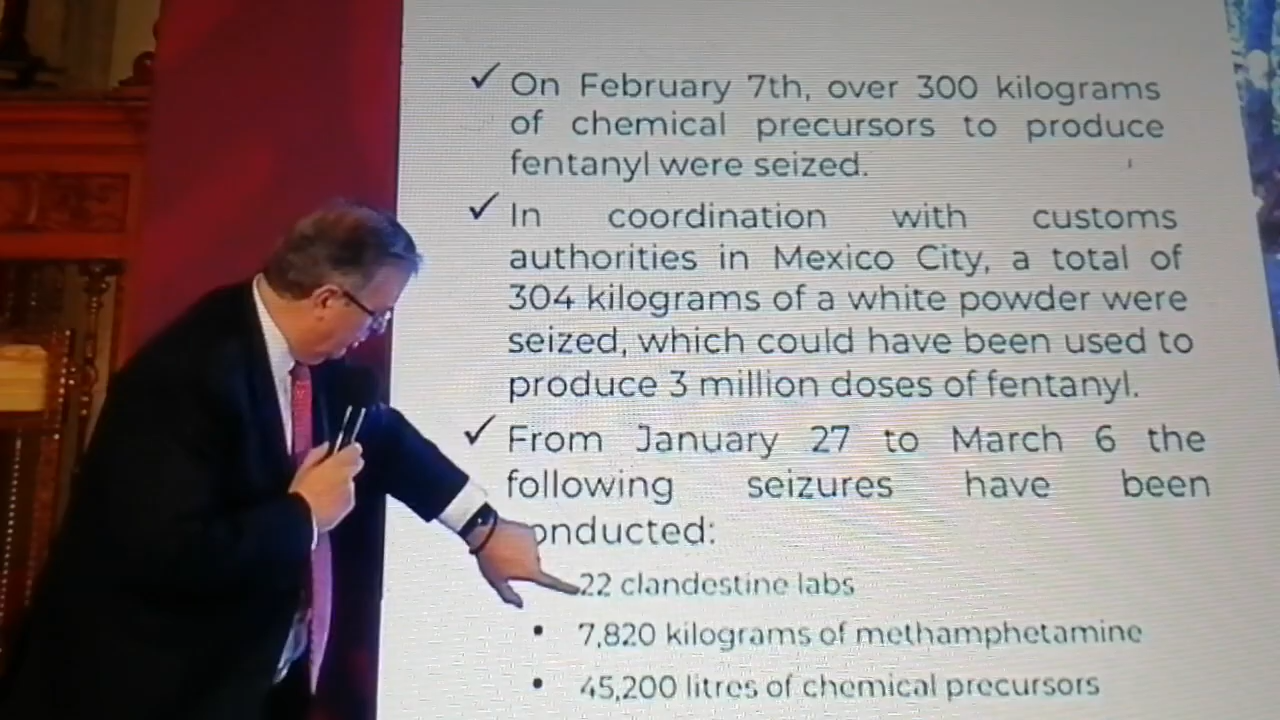 ✓ On February 7th, over 300 kilograms
of chemical precursors to produce
fentanyl were seized.
✓ In coordination with customs
authorities in Mexico City, a total of
304 kilograms of a white powder were
seized, which could have been used to
produce 3 million doses of fentanyl.
✓ From January 27 to March 6 the
following seizures have been
onducted:
22 clandestine labs
• 7,820 kilograms of methamphetamine
• 45,200 litres of chemical precursors